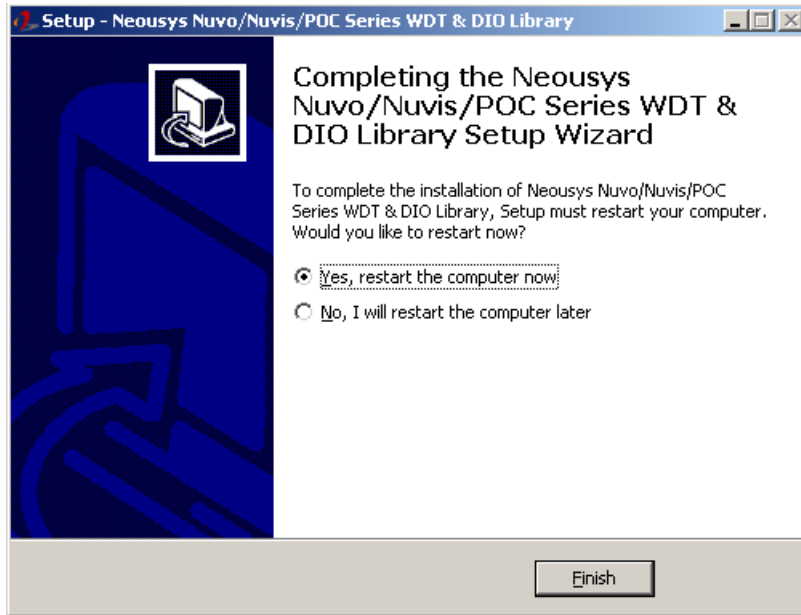 Setup - Neousys Nuvo/Nuvis/POC Series WDT & DIO Library
Completing the Neousys
Nuvo/Nuvis/POC Series WDT &
DIO Library Setup Wizard
To complete the installation of Neousys Nuvo/Nuvis/POC
Series WDT & DIO Library, Setup must restart your computer.
Would you like to restart now?
Yes, restart the computer now
No, I will restart the computer later
Finish